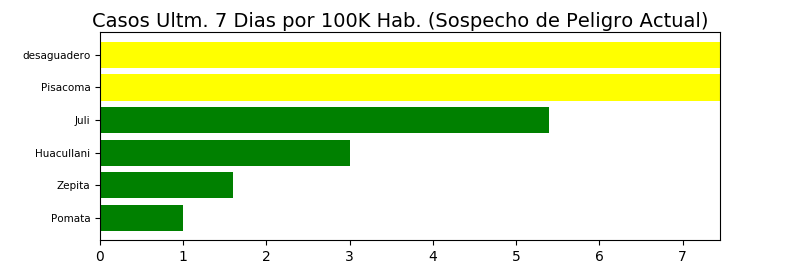 Casos Ultm. 7 Dias por 100K Hab. (Sospecho de Peligro Actual)
desaguadero
Pisacoma
Juli
Huacullani
Zepita
Pomata
0 1 2 3 4 5 6 7